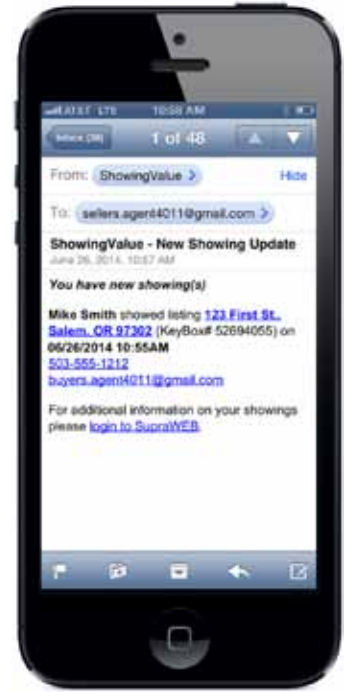 AT&T LTE 10:58 AM
Inbox (38) 1 of 48
From: ShowingValue > Hide
To: sellers.agent4011@gmail.com >
ShowingValue - New Showing Update
June 26, 2014, 10:57 AM
You have new showing(s)
Mike Smith showed listing 123 First St.,
Salem, OR 97302 (KeyBox# 52694055) on
06/26/2014 10:55AM
503-555-1212
buyers.agent4011@gmail.com
For additional information on your showings
please login to SupraWEB.